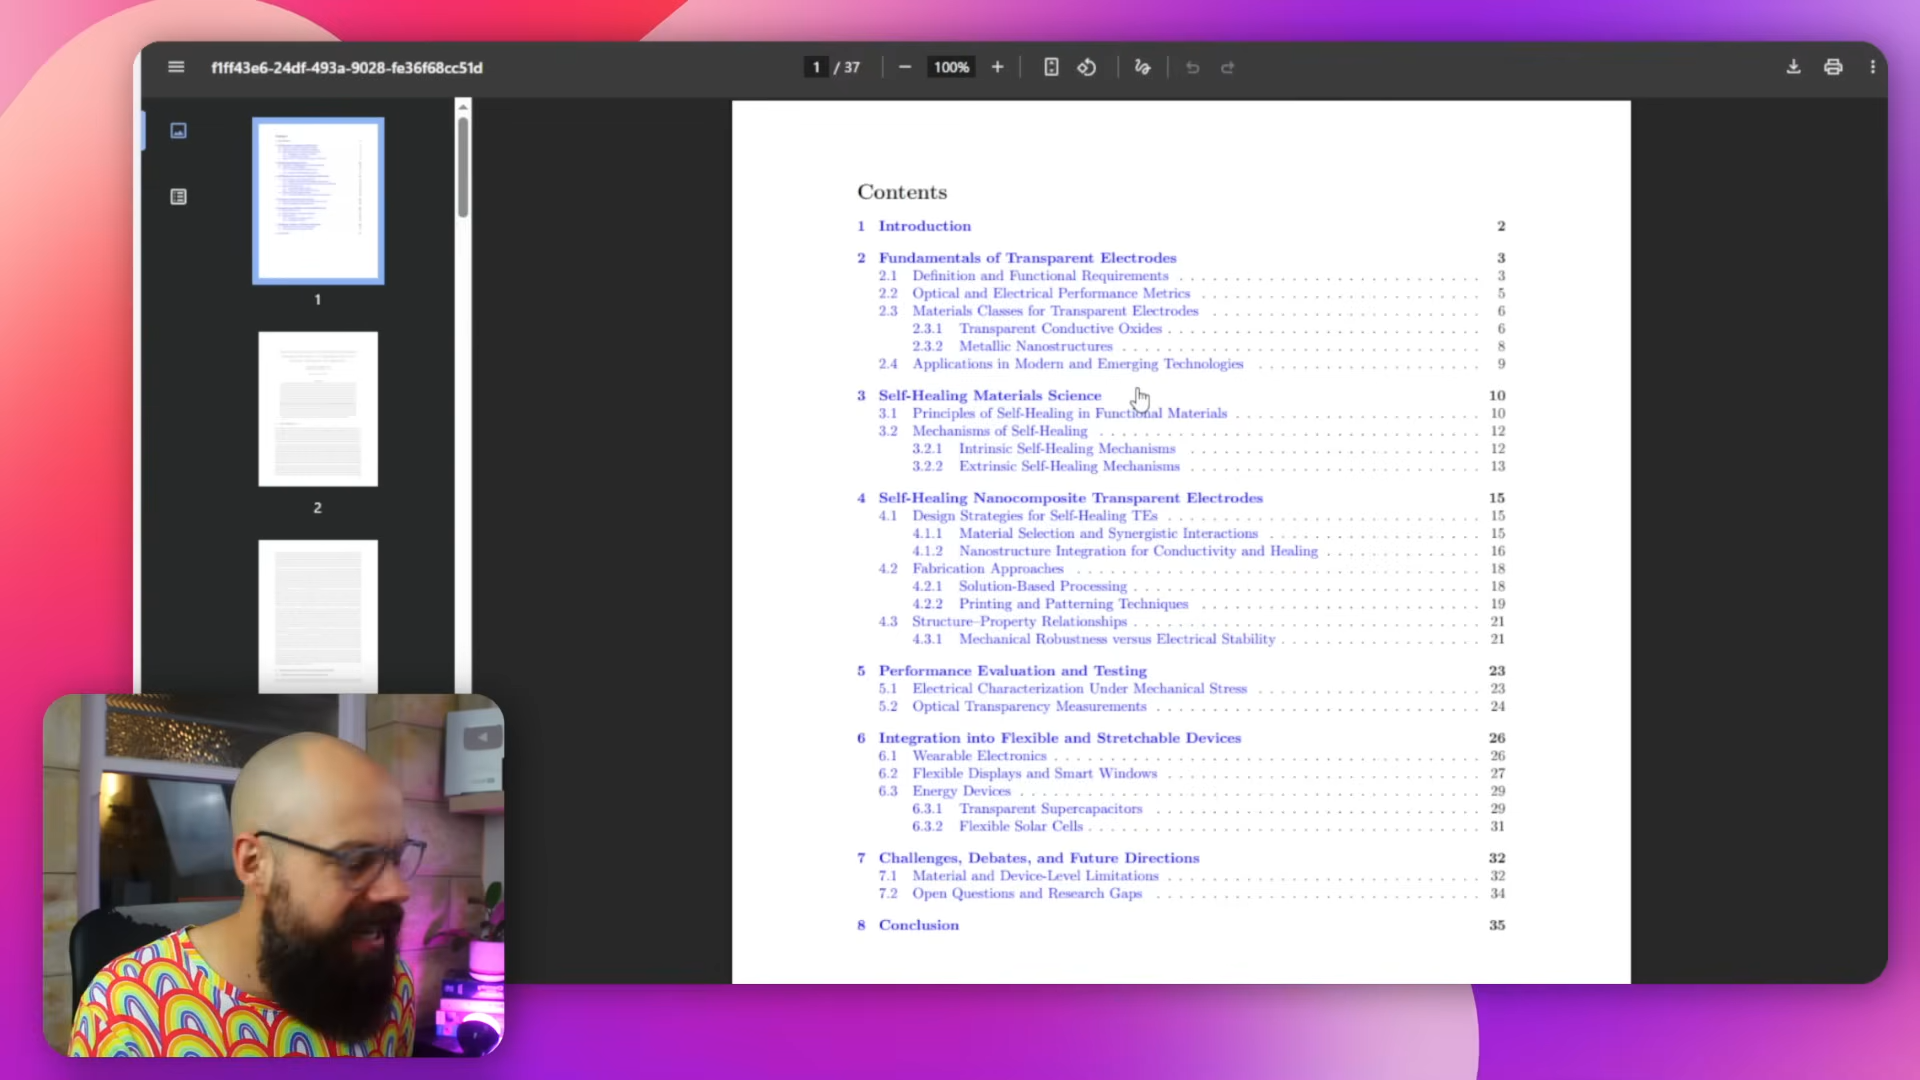 f1ff43e6-24df-493a-9028-fe36f68cc51d
1 / 37
100%
1
2
Contents
1 Introduction 2
2 Fundamentals of Transparent Electrodes 3
2.1 Definition and Functional Requirements 3
2.2 Optical and Electrical Performance Metrics 5
2.3 Materials Classes for Transparent Electrodes 6
2.3.1 Transparent Conductive Oxides 6
2.3.2 Metallic Nanostructures 8
2.4 Applications in Modern and Emerging Technologies 9
3 Self-Healing Materials Science 10
3.1 Principles of Self-Healing in Functional Materials 10
3.2 Mechanisms of Self-Healing 12
3.2.1 Intrinsic Self-Healing Mechanisms 12
3.2.2 Extrinsic Self-Healing Mechanisms 13
4 Self-Healing Nanocomposite Transparent Electrodes 15
4.1 Design Strategies for Self-Healing TEs 15
4.1.1 Material Selection and Synergistic Interactions 15
4.1.2 Nanostructure Integration for Conductivity and Healing 16
4.2 Fabrication Approaches 18
4.2.1 Solution-Based Processing 18
4.2.2 Printing and Patterning Techniques 19
4.3 Structure–Property Relationships 21
4.3.1 Mechanical Robustness versus Electrical Stability 21
5 Performance Evaluation and Testing 23
5.1 Electrical Characterization Under Mechanical Stress 23
5.2 Optical Transparency Measurements 24
6 Integration into Flexible and Stretchable Devices 26
6.1 Wearable Electronics 26
6.2 Flexible Displays and Smart Windows 27
6.3 Energy Devices 29
6.3.1 Transparent Supercapacitors 29
6.3.2 Flexible Solar Cells 31
7 Challenges, Debates, and Future Directions 32
7.1 Material and Device-Level Limitations 32
7.2 Open Questions and Research Gaps 34
8 Conclusion 35